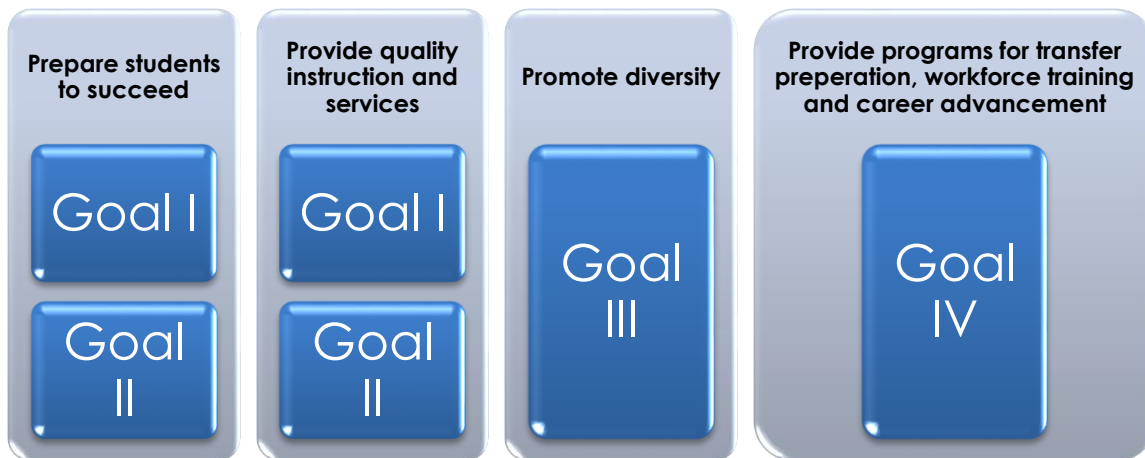 Prepare students
to succeed
Goal I
Goal
II
Provide quality
instruction and
services
Goal I
Goal
II
Promote diversity
Goal
III
Provide programs for transfer
preperation, workforce training
and career advancement
Goal
IV